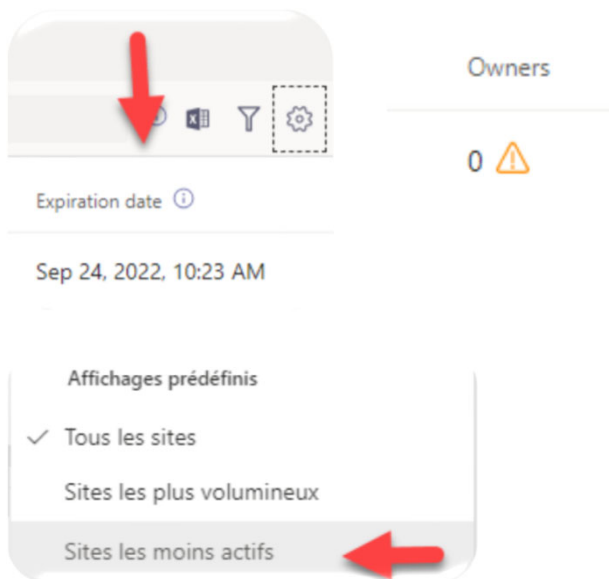 Owners
0
Expiration date
Sep 24, 2022, 10:23 AM
Affichages prédéfinis
Tous les sites
Sites les plus volumineux
Sites les moins actifs